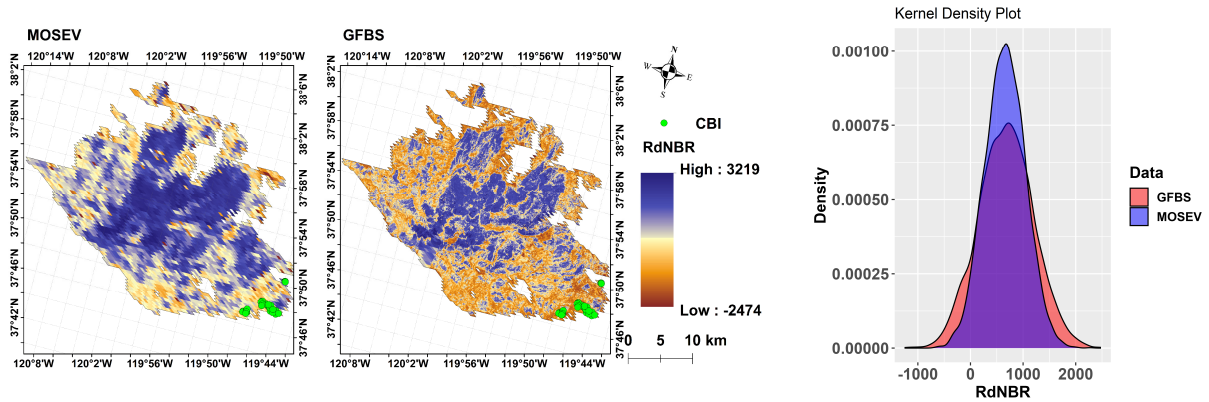 MOSEV
120°14'W 120°8'W 120°2'W 119°56'W 119°50'W
38°2'N
37°58'N
37°54'N
37°50'N
37°46'N
37°42'N
38°6'N
38°2'N
37°58'N
37°54'N
37°50'N
37°46'N
120°8'W 120°2'W 119°56'W 119°50'W 119°44'W
GFBS
120°14'W 120°8'W 120°2'W 119°56'W 119°50'W
38°2'N
37°58'N
37°54'N
37°50'N
37°46'N
37°42'N
38°6'N
38°2'N
37°58'N
37°54'N
37°50'N
37°46'N
120°8'W 120°2'W 119°56'W 119°50'W 119°44'W
N
W
E
S
CBI
RdNBR
High : 3219
Low : -2474
0 5 10 km
Kernel Density Plot
Density
0.00100
0.00075
0.00050
0.00025
0.00000
-1000 0 1000 2000
RdNBR
Data
GFBS
MOSEV